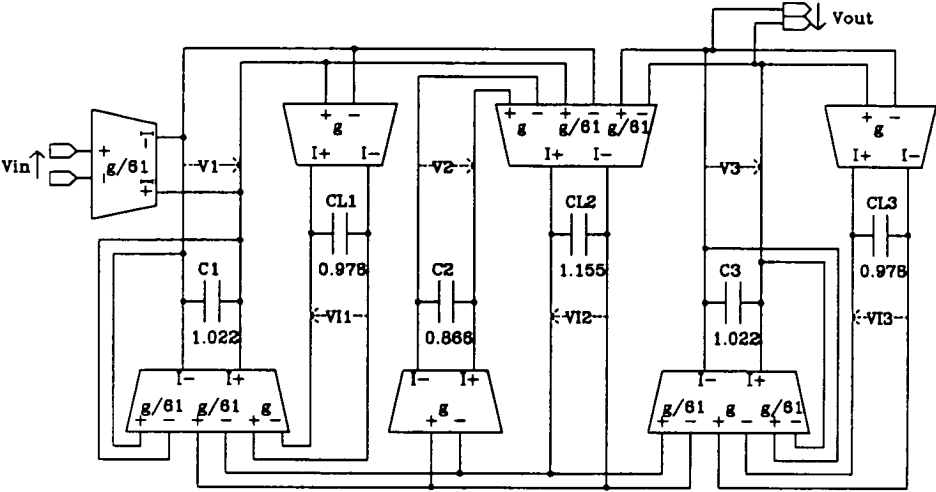 Vout
+ - + - + - + - + -
g g g/61 g/61 g
I+ I- I+ I- I+ I-
Vin + - g/61 I- I+
V1 V2 V3
CL1 CL2 CL3
0.978 1.155 0.978
C1 C2 C3
1.022 0.866 1.022
VI1 VI2 VI3
I- I+ I- I+ I- I+
g/61 g/61 g g g/61 g g/61
+ - + - + - + - + - + - + -